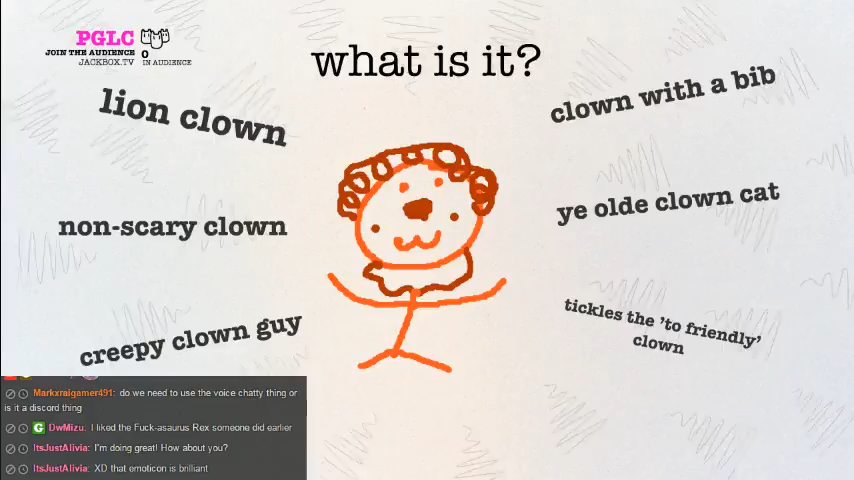 PGLC
JOIN THE AUDIENCE
JACKBOX.TV
0
IN AUDIENCE
what is it?
lion clown
clown with a bib
non-scary clown
ye olde clown cat
creepy clown guy
tickles the 'to friendly'
clown
Markxraigamer491: do we need to use the voice chatty thing or
is it a discord thing
DwMizu: I liked the Fuck-asaurus Rex someone did earlier
ItsJustAlivia: I'm doing great! How about you?
ItsJustAlivia: XD that emoticon is brilliant